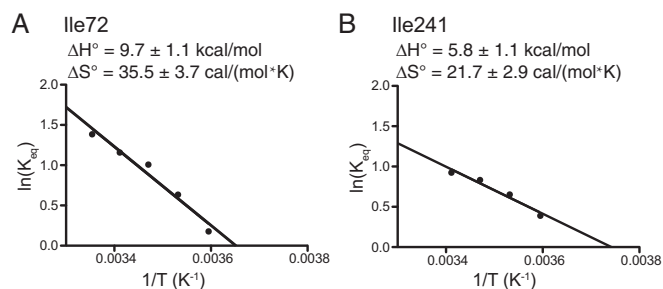 A Ile72
ΔH° = 9.7 ± 1.1 kcal/mol
ΔS° = 35.5 ± 3.7 cal/(mol*K)
2.0
1.5
1.0
0.5
0.0
ln(Keq)
0.0034 0.0036 0.0038
1/T (K⁻¹)
B Ile241
ΔH° = 5.8 ± 1.1 kcal/mol
ΔS° = 21.7 ± 2.9 cal/(mol*K)
2.0
1.5
1.0
0.5
0.0
ln(Keq)
0.0034 0.0036 0.0038
1/T (K⁻¹)